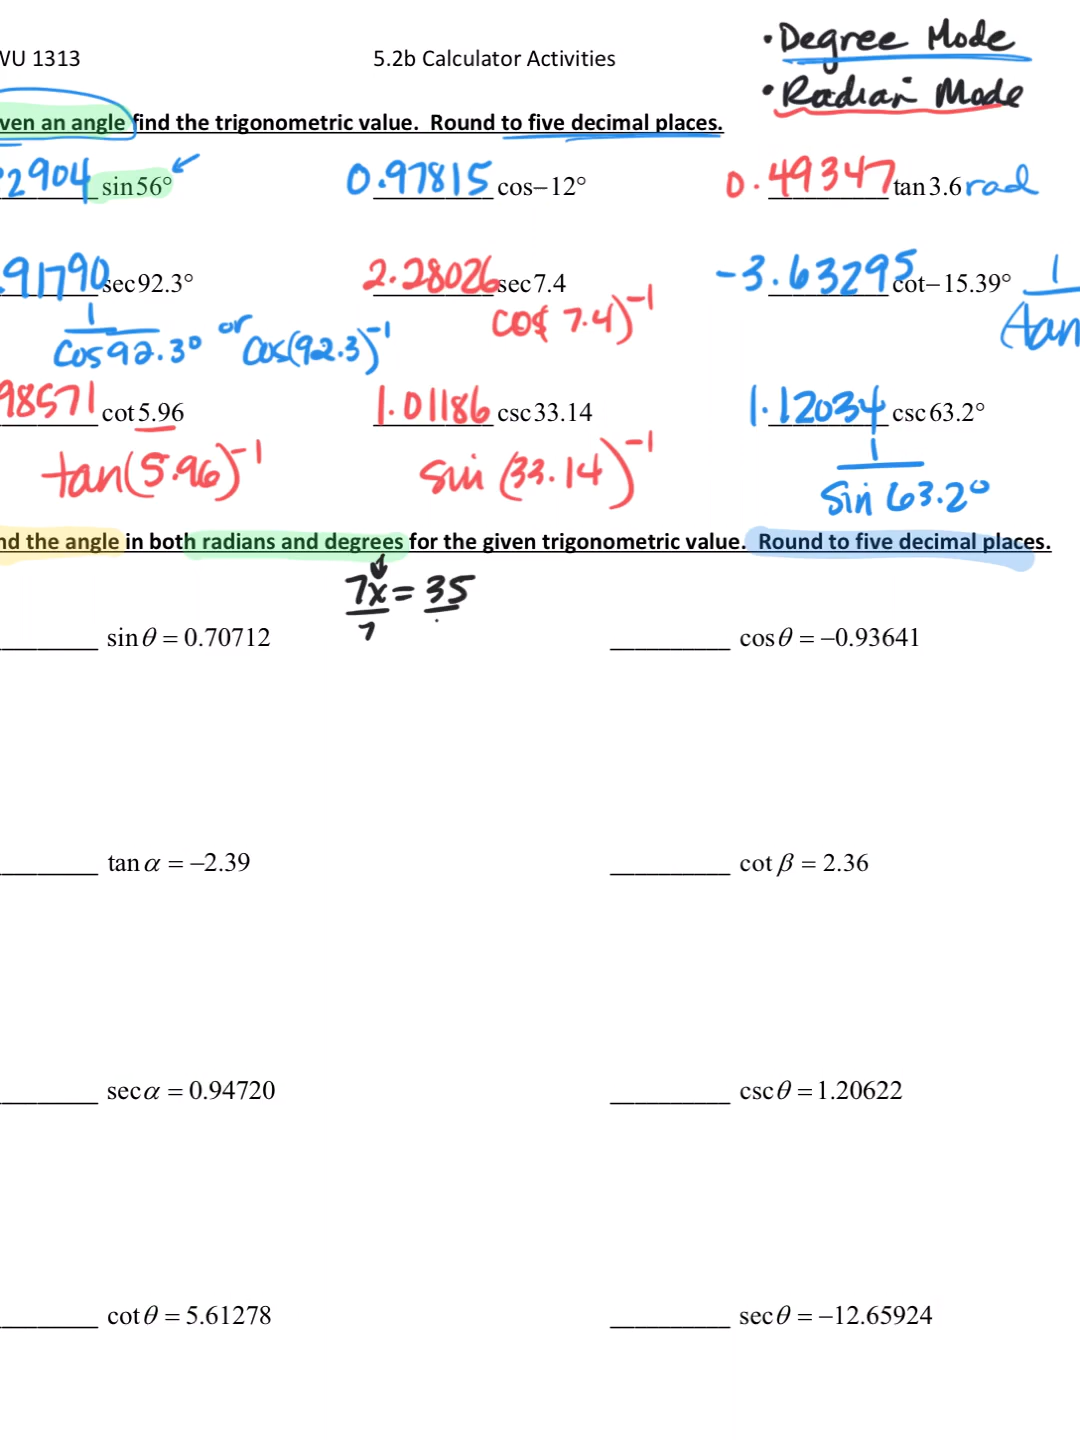 WU 1313 5.2b Calculator Activities •Degree Mode
•Radian Mode
ven an angle find the trigonometric value. Round to five decimal places.
2904 sin 56° 0.97815 cos−12° 0.49347 tan 3.6 rad
.91790 sec 92.3° 2.28026 sec 7.4 -3.63295 cot−15.39° 1
1/cos 92.3° or cos(92.3)^-1 cos(7.4)^-1 tan
98571 cot 5.96 1.01186 csc 33.14 1.12034 csc 63.2°
tan(5.96)^-1 sin(33.14)^-1 1/sin 63.2°
nd the angle in both radians and degrees for the given trigonometric value. Round to five decimal places.
7x = 35
7
sin θ = 0.70712 cos θ = −0.93641
tan α = −2.39 cot β = 2.36
sec α = 0.94720 csc θ = 1.20622
cot θ = 5.61278 sec θ = −12.65924